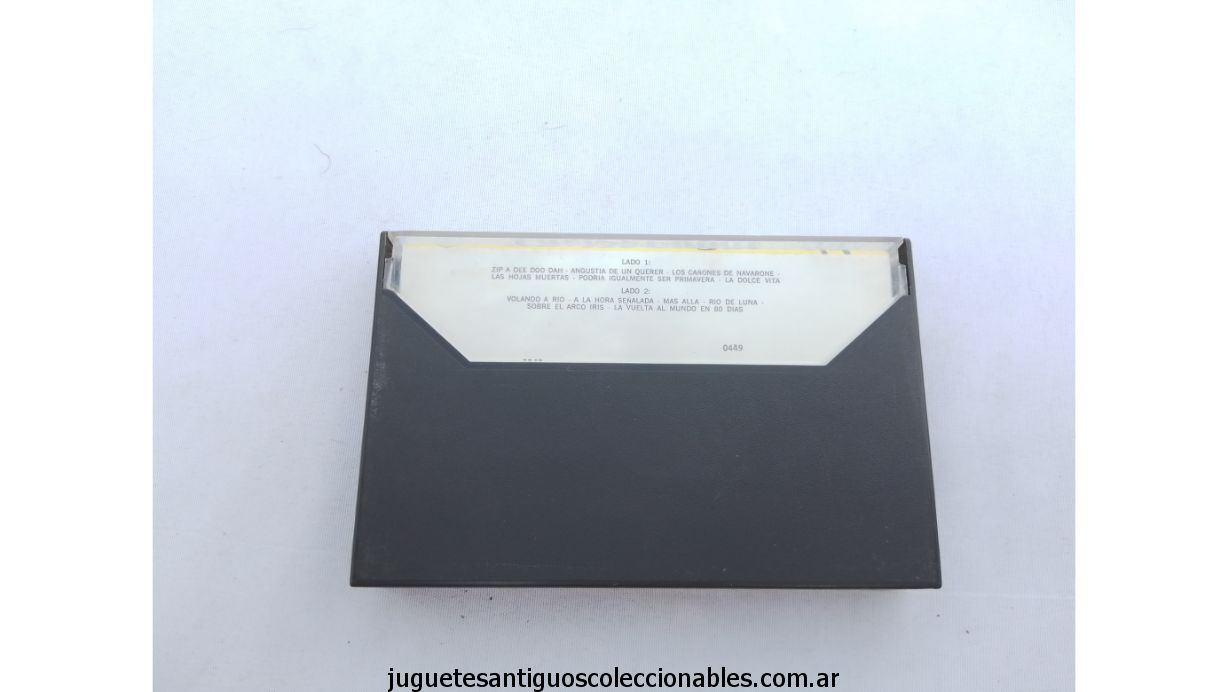 LADO 1:
ZIP A DEE DOO DAH - ANGUSTIA DE UN QUERER - LOS CAÑONES DE NAVARONE -
LAS HOJAS MUERTAS - PODRIA IGUALMENTE SER PRIMAVERA - LA DOLCE VITA
LADO 2:
VOLANDO A RIO - A LA HORA SEÑALADA - MAS ALLA - RIO DE LUNA -
SOBRE EL ARCO IRIS - LA VUELTA AL MUNDO EN 80 DIAS
0449
juguetesantiguoscoleccionables.com.ar